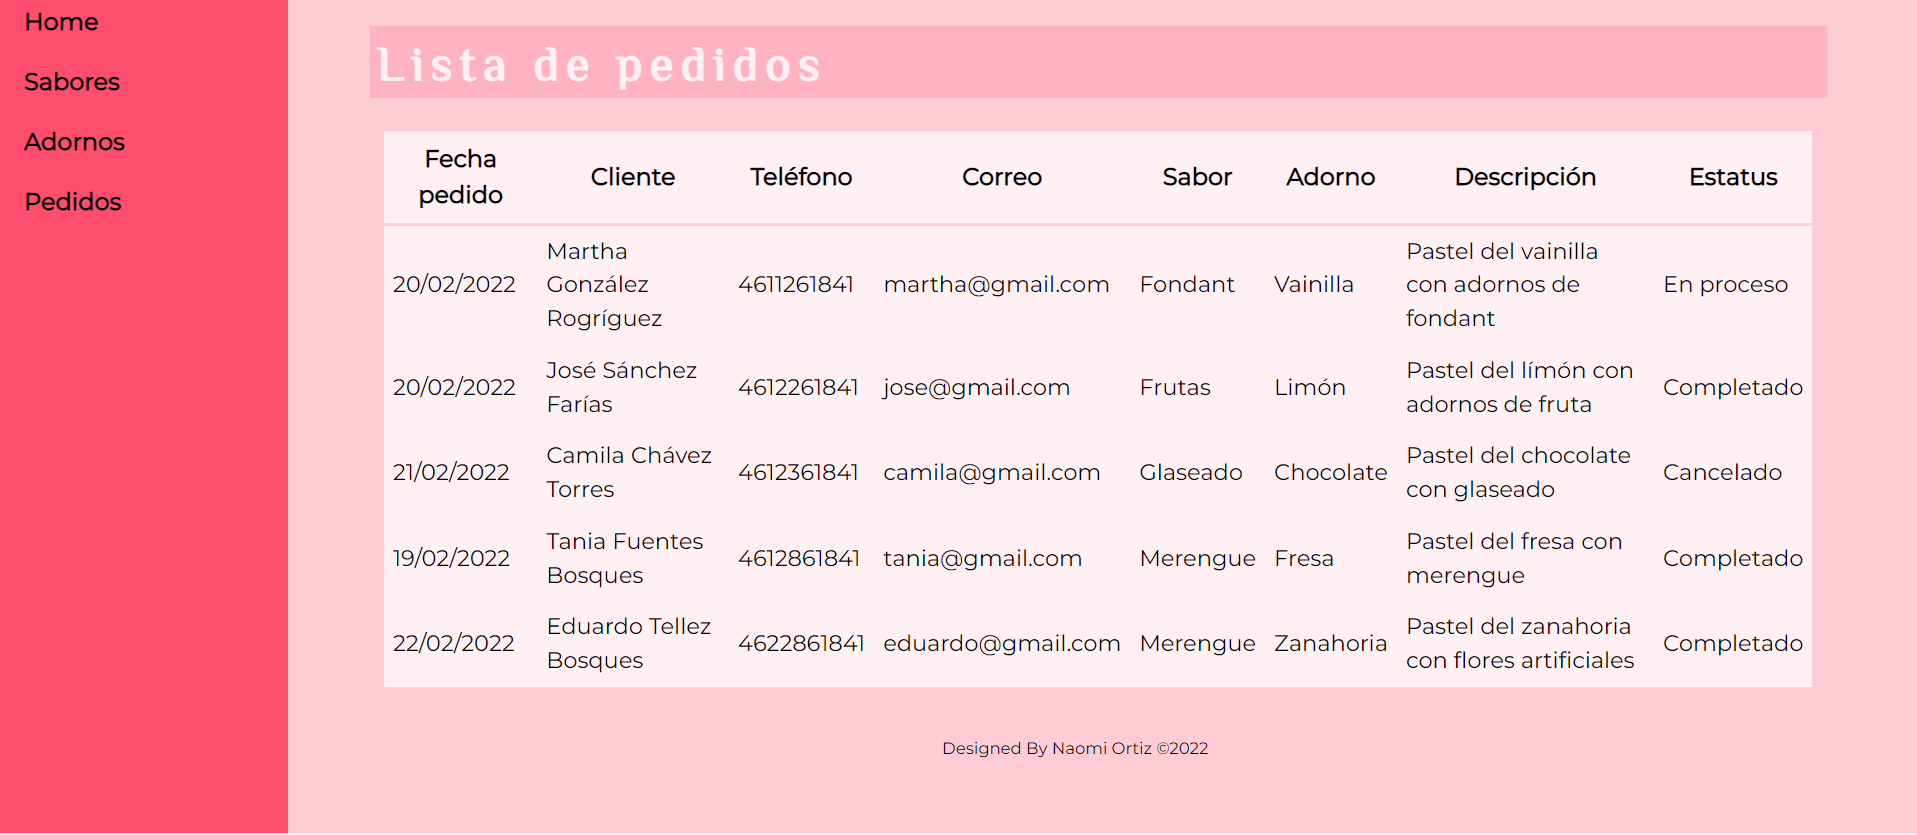 Home
Sabores
Adornos
Pedidos
Lista de pedidos
Fecha pedido Cliente Teléfono Correo Sabor Adorno Descripción Estatus
20/02/2022 Martha González Rogríguez 4611261841 martha@gmail.com Fondant Vainilla Pastel del vainilla con adornos de fondant En proceso
20/02/2022 José Sánchez Farías 4612261841 jose@gmail.com Frutas Limón Pastel del límón con adornos de fruta Completado
21/02/2022 Camila Chávez Torres 4612361841 camila@gmail.com Glaseado Chocolate Pastel del chocolate con glaseado Cancelado
19/02/2022 Tania Fuentes Bosques 4612861841 tania@gmail.com Merengue Fresa Pastel del fresa con merengue Completado
22/02/2022 Eduardo Tellez Bosques 4622861841 eduardo@gmail.com Merengue Zanahoria Pastel del zanahoria con flores artificiales Completado
Designed By Naomi Ortiz ©2022